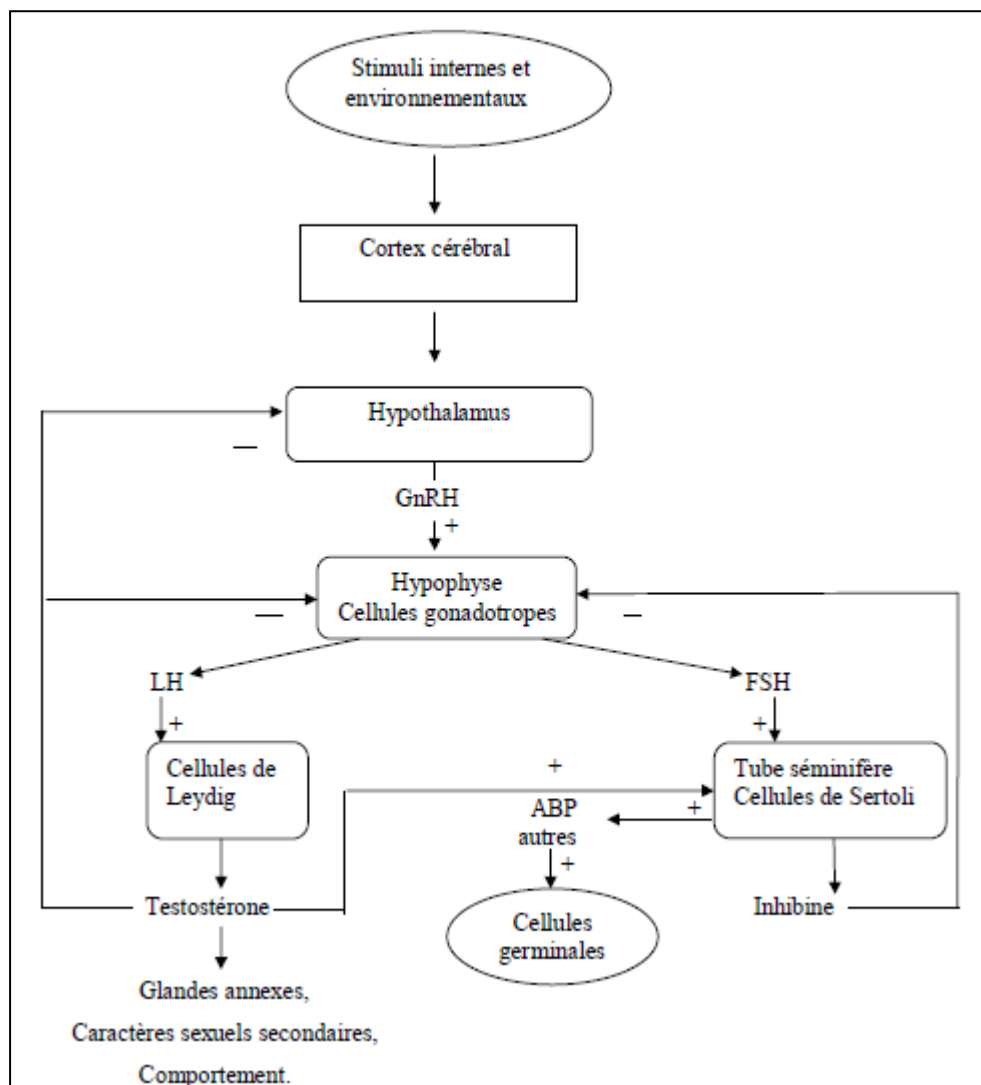 Stimuli internes et
environnementaux
Cortex cérébral
Hypothalamus
—
GnRH
+
Hypophyse
Cellules gonadotropes
—
—
LH
FSH
+
+
Cellules de
Leydig
+
Tube séminifère
Cellules de Sertoli
ABP
autres
+
+
Testostérone
Inhibine
Cellules
germinales
Glandes annexes,
Caractères sexuels secondaires,
Comportement.